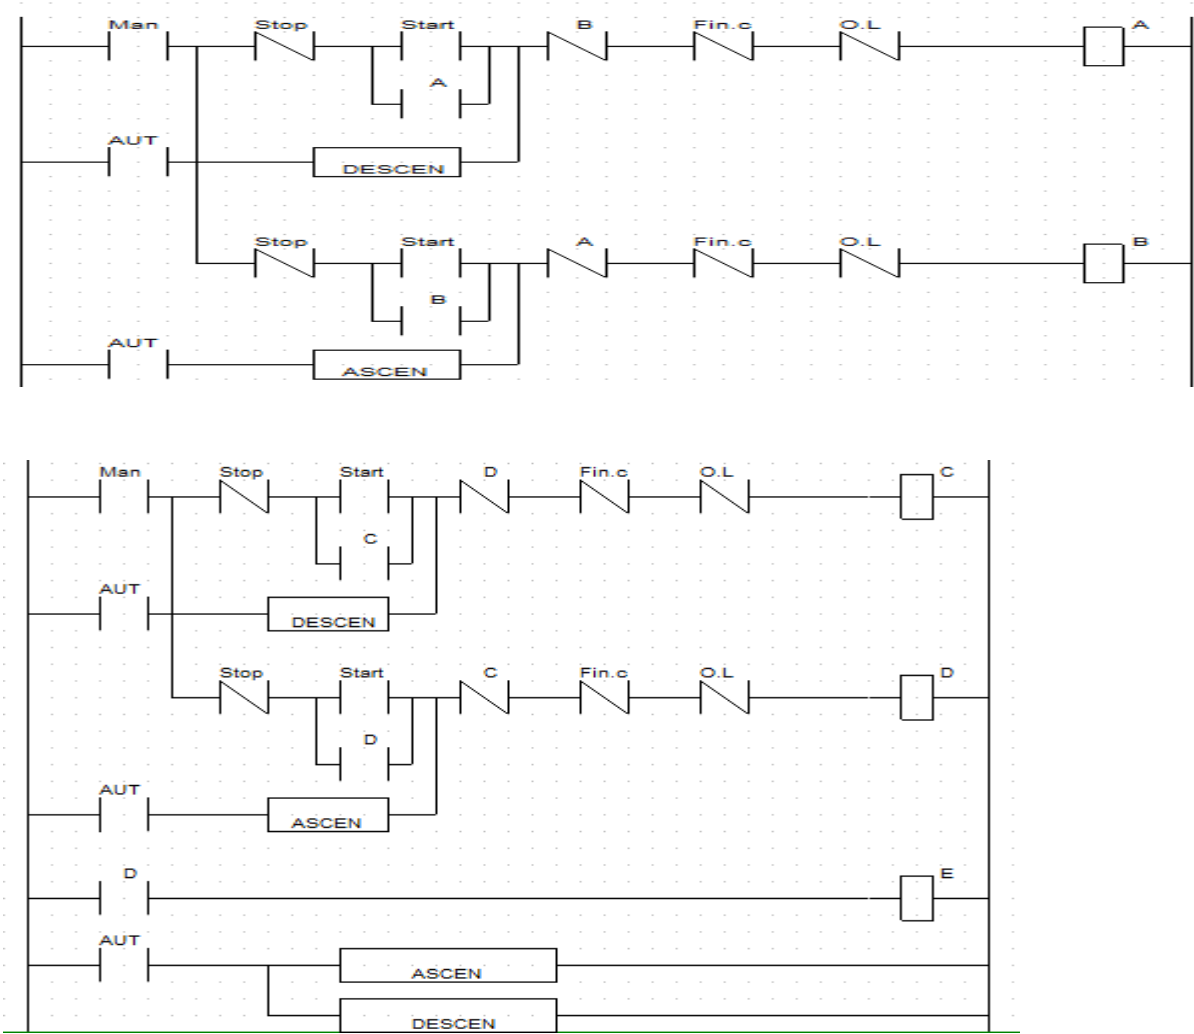 Man Stop Start B Fin.c O.L A
A
AUT
DESCEN
Stop Start A Fin.c O.L B
B
AUT
ASCEN
Man Stop Start D Fin.c O.L C
C
AUT
DESCEN
Stop Start C Fin.c O.L D
D
AUT
ASCEN
D E
AUT
ASCEN
DESCEN